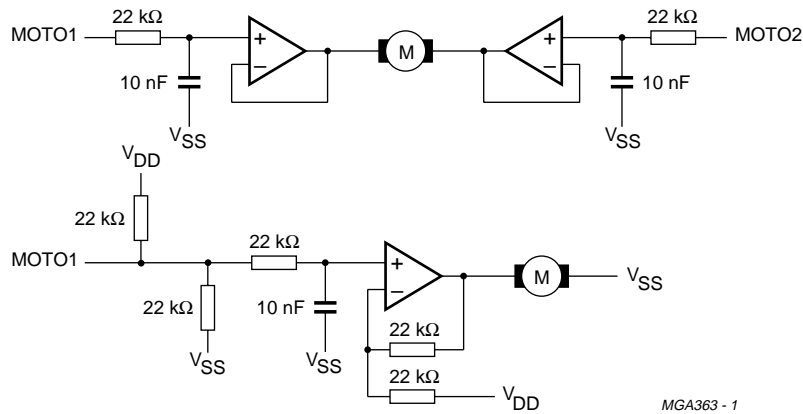 22 kΩ
22 kΩ
MOTO1
+
M
+
MOTO2
−
−
10 nF
10 nF
VSS
VSS
VDD
22 kΩ
22 kΩ
MOTO1
+
M
VSS
−
22 kΩ
10 nF
22 kΩ
VSS
VSS
22 kΩ
VDD
MGA363 - 1